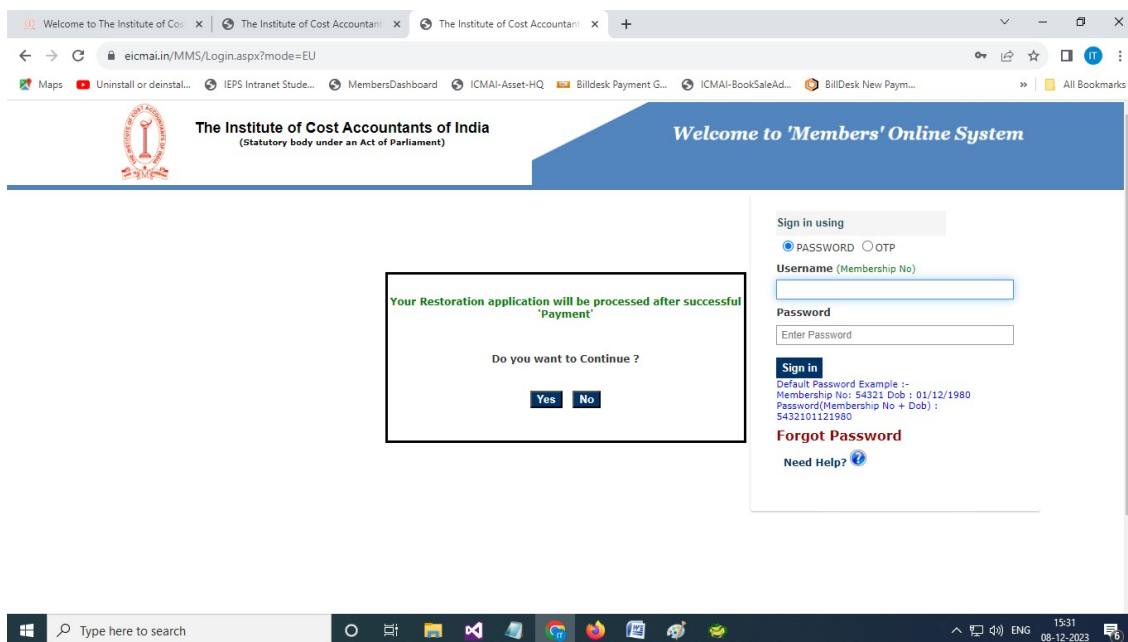 Welcome to The Institute of Cos
The Institute of Cost Accountan
The Institute of Cost Accountan
eicmai.in/MMS/Login.aspx?mode=EU
IT
Maps
Uninstall or deinstal...
IEPS Intranet Stude...
MembersDashboard
ICMAI-Asset-HQ
Billdesk Payment G...
ICMAI-BookSaleAd...
BillDesk New Paym...
»
All Bookmarks
The Institute of Cost Accountants of India
(Statutory body under an Act of Parliament)
Welcome to 'Members' Online System
Your Restoration application will be processed after successful
'Payment'
Do you want to Continue ?
Yes No
Sign in using
PASSWORD OTP
Username (Membership No)
Password
Enter Password
Sign in
Default Password Example :-
Membership No: 54321 Dob : 01/12/1980
Password(Membership No + Dob) :
5432101121980
Forgot Password
Need Help?
Type here to search
ENG
15:31
08-12-2023
6